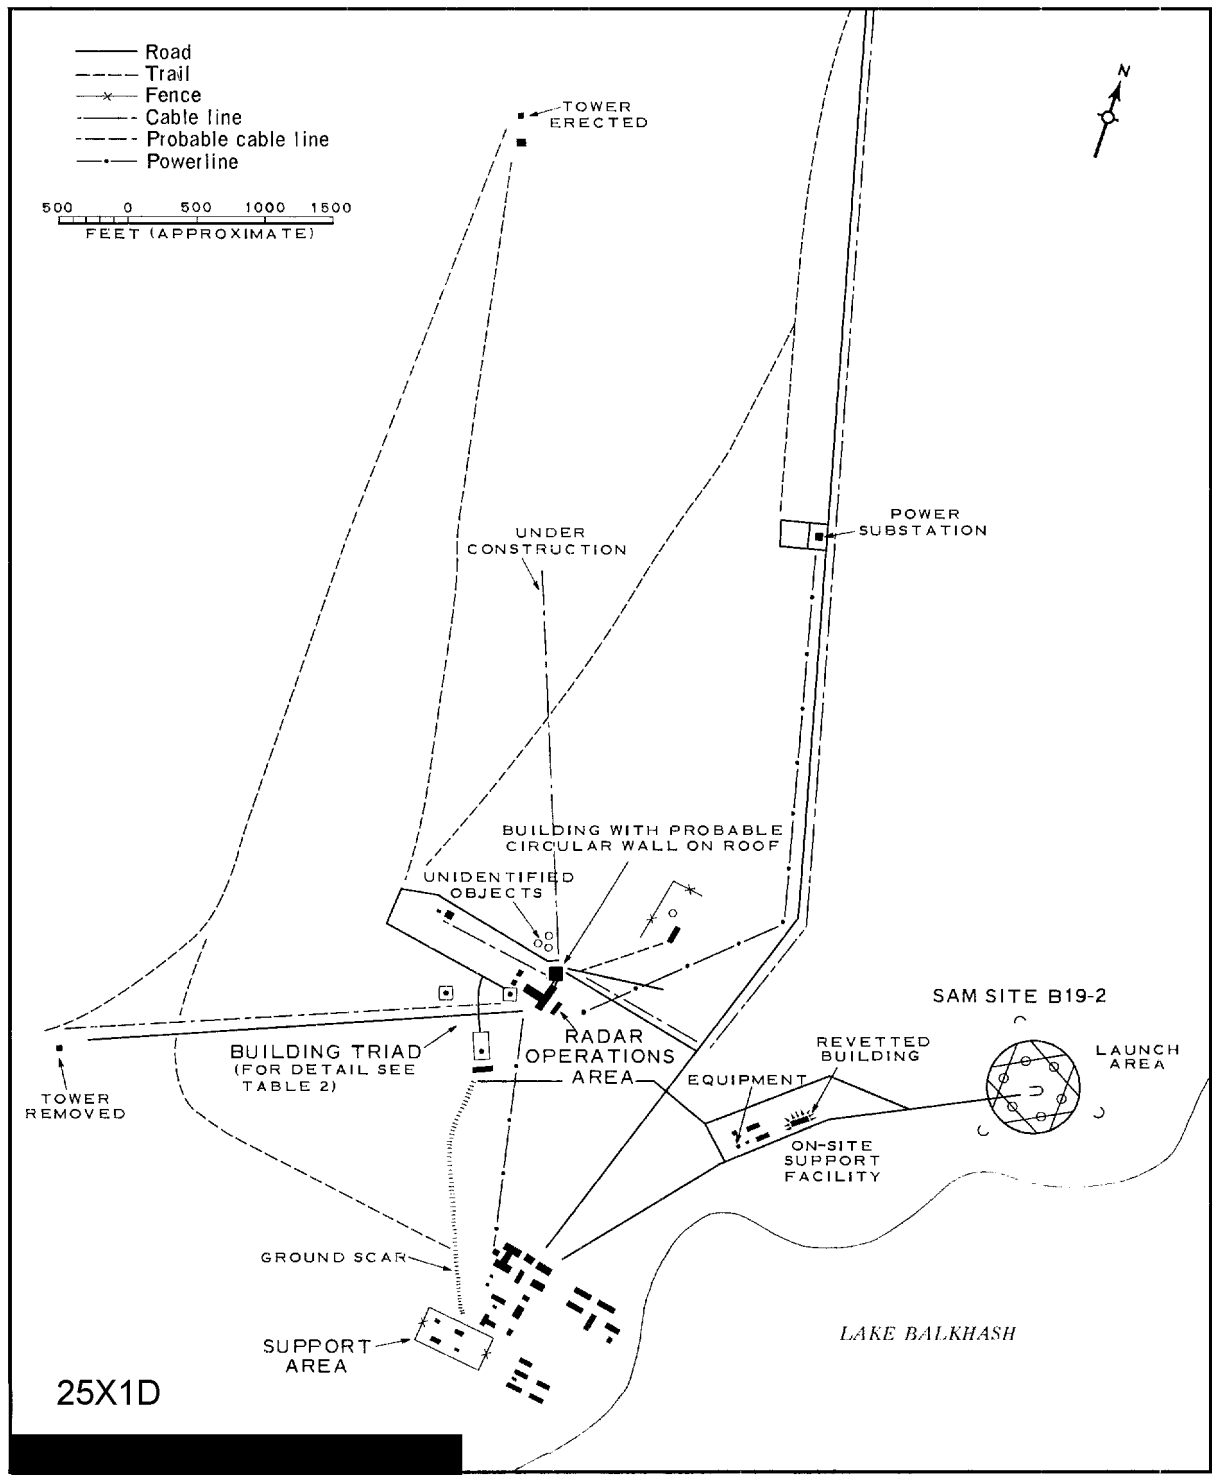 Road
Trail
Fence
Cable line
Probable cable line
Powerline
500 0 500 1000 1500
FEET (APPROXIMATE)
TOWER
ERECTED
N
POWER
SUBSTATION
UNDER
CONSTRUCTION
BUILDING WITH PROBABLE
CIRCULAR WALL ON ROOF
UNIDENTIFIED
OBJECTS
SAM SITE B19-2
LAUNCH
AREA
REVETTED
BUILDING
RADAR
OPERATIONS
AREA
EQUIPMENT
BUILDING TRIAD
(FOR DETAIL SEE
TABLE 2)
TOWER
REMOVED
ON-SITE
SUPPORT
FACILITY
GROUND SCAR
SUPPORT
AREA
LAKE BALKHASH
25X1D